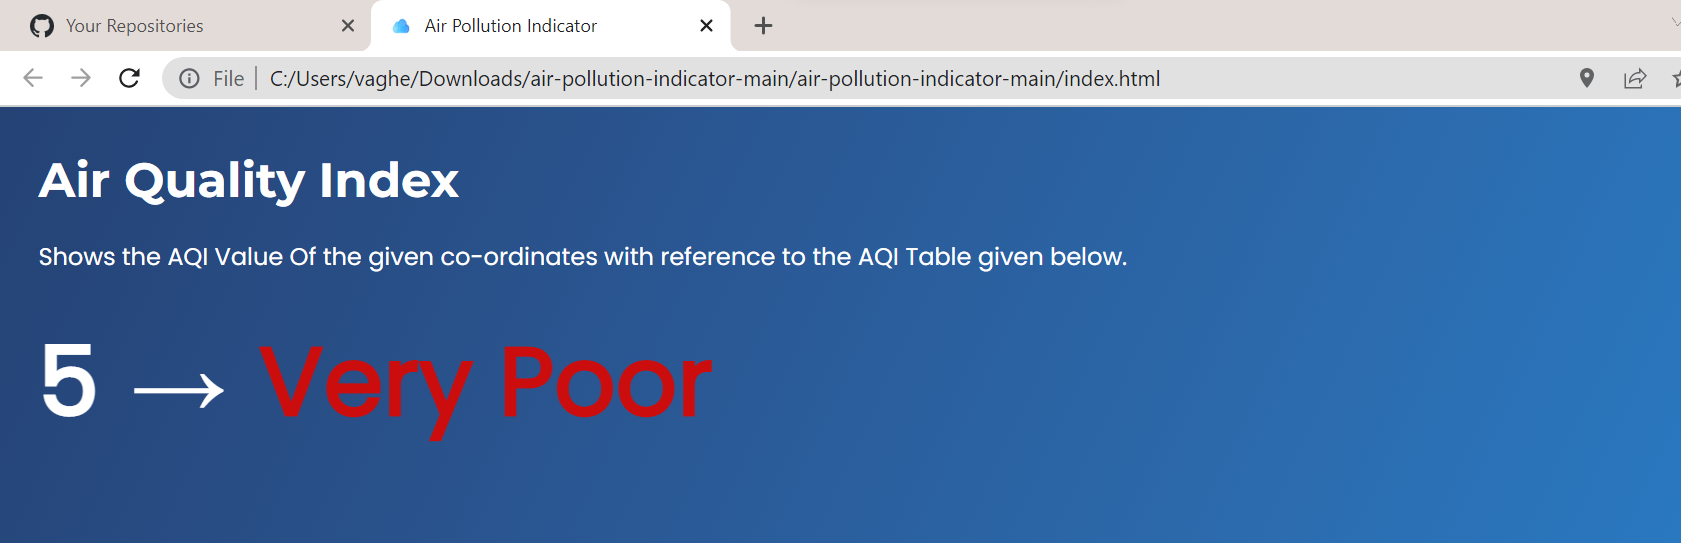 Your Repositories
Air Pollution Indicator
File | C:/Users/vaghe/Downloads/air-pollution-indicator-main/air-pollution-indicator-main/index.html
Air Quality Index
Shows the AQI Value Of the given co-ordinates with reference to the AQI Table given below.
5 → Very Poor